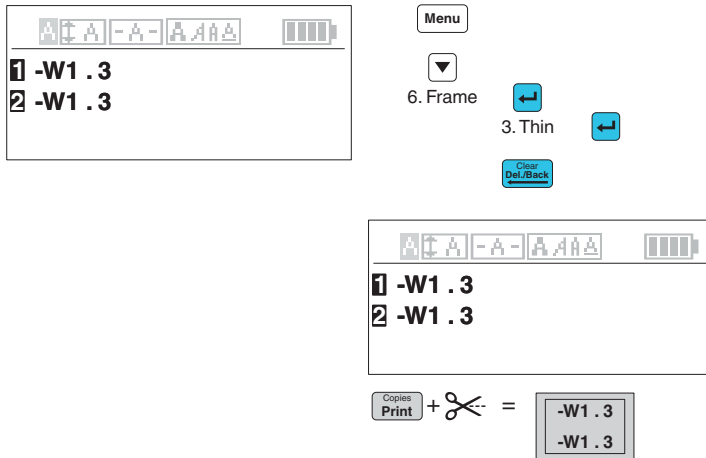 A A -A- A A A A
1 -W1.3
2 -W1.3
Menu
6. Frame
3. Thin
Clear
Del./Back
A A -A- A A A A
1 -W1.3
2 -W1.3
Copies
Print + =
-W1.3
-W1.3